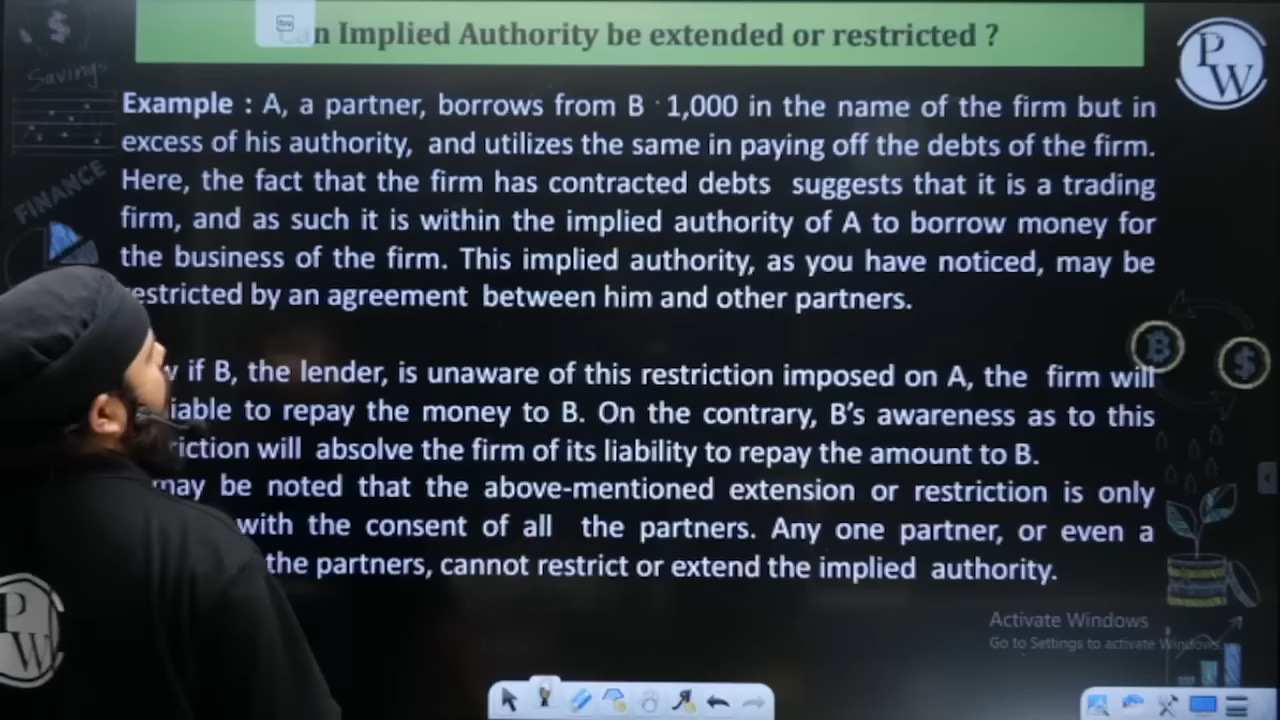 n Implied Authority be extended or restricted ?
Savings
FINANCE
PW
Example : A, a partner, borrows from B 1,000 in the name of the firm but in
excess of his authority, and utilizes the same in paying off the debts of the firm.
Here, the fact that the firm has contracted debts suggests that it is a trading
firm, and as such it is within the implied authority of A to borrow money for
the business of the firm. This implied authority, as you have noticed, may be
estricted by an agreement between him and other partners.
if B, the lender, is unaware of this restriction imposed on A, the firm will
iable to repay the money to B. On the contrary, B's awareness as to this
riction will absolve the firm of its liability to repay the amount to B.
may be noted that the above-mentioned extension or restriction is only
with the consent of all the partners. Any one partner, or even a
the partners, cannot restrict or extend the implied authority.
PW
Activate Windows
Go to Settings to activate Windows.